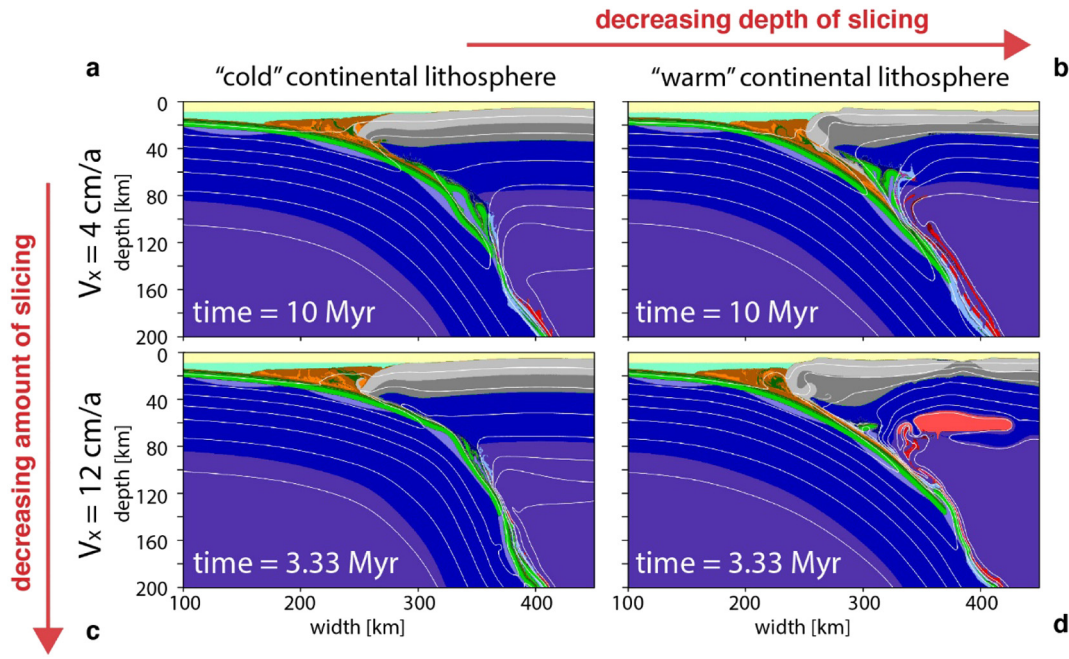 decreasing depth of slicing
a
"cold" continental lithosphere
"warm" continental lithosphere
b
decreasing amount of slicing
Vx = 4 cm/a
depth [km]
0
40
80
120
160
200
time = 10 Myr
time = 10 Myr
Vx = 12 cm/a
depth [km]
0
40
80
120
160
200
time = 3.33 Myr
time = 3.33 Myr
100
200
300
400
100
200
300
400
c
width [km]
width [km]
d